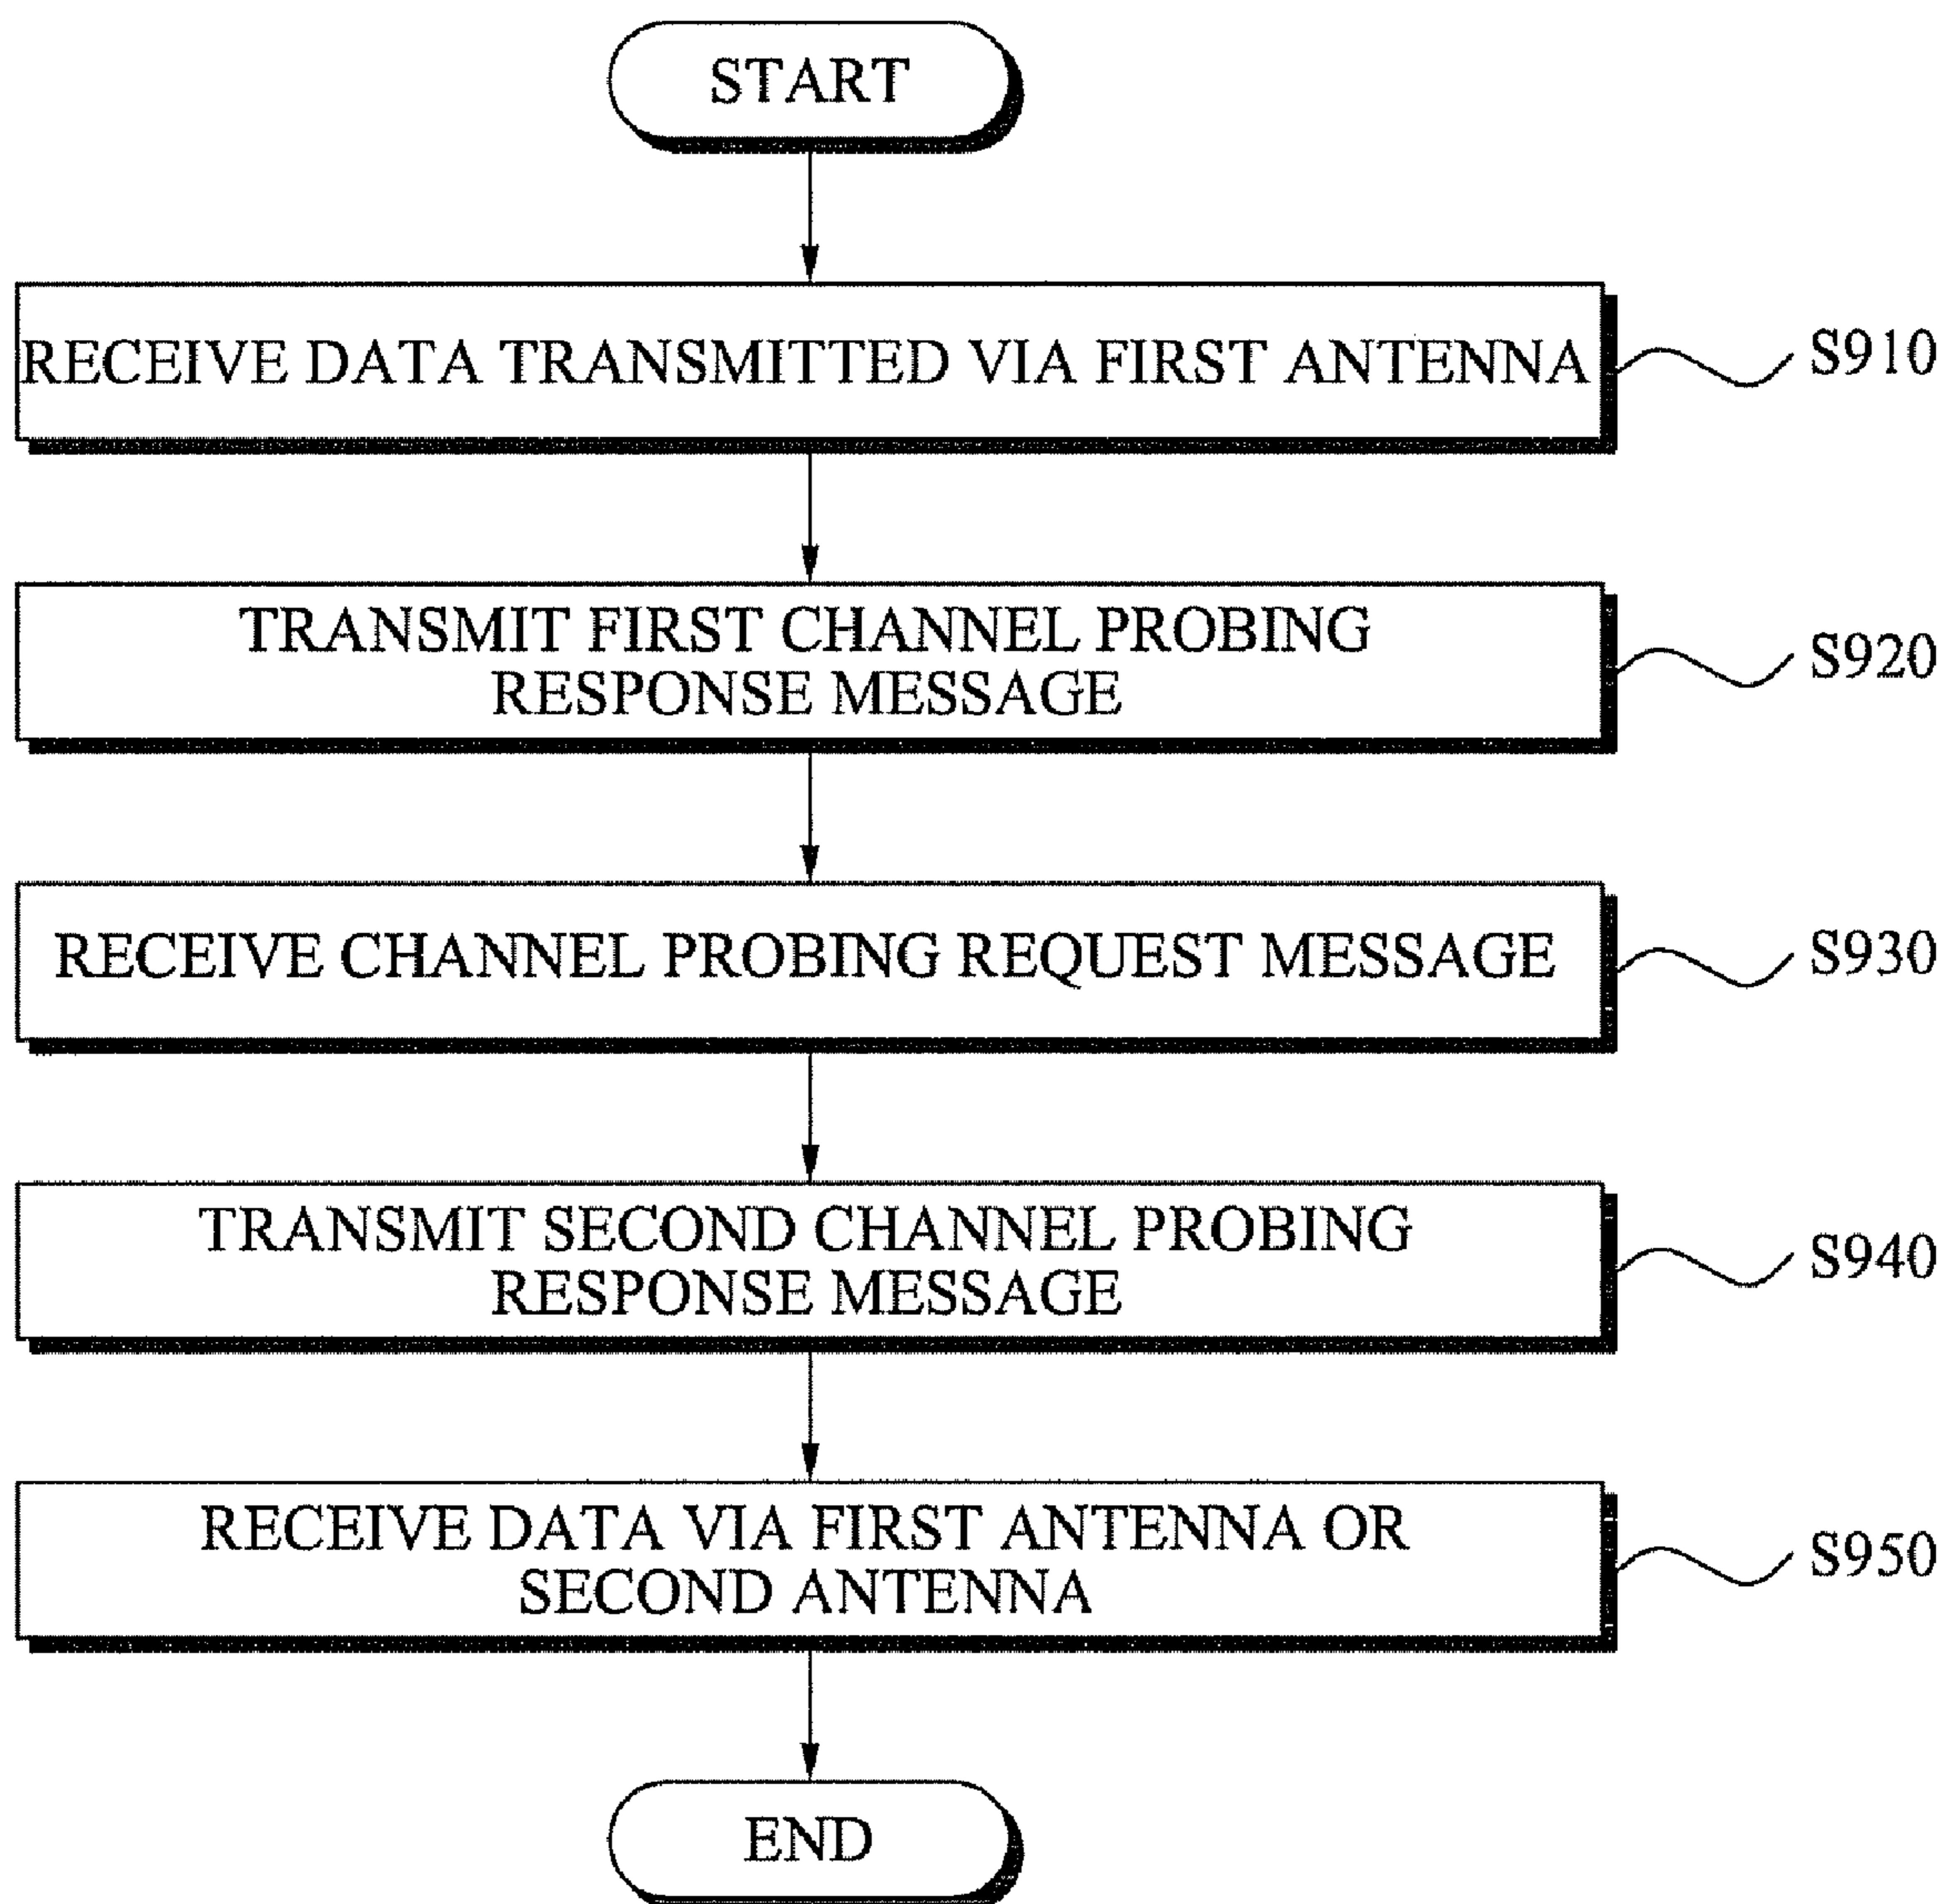 START
RECEIVE DATA TRANSMITTED VIA FIRST ANTENNA
S910
TRANSMIT FIRST CHANNEL PROBING
RESPONSE MESSAGE
S920
RECEIVE CHANNEL PROBING REQUEST MESSAGE
S930
TRANSMIT SECOND CHANNEL PROBING
RESPONSE MESSAGE
S940
RECEIVE DATA VIA FIRST ANTENNA OR
SECOND ANTENNA
S950
END